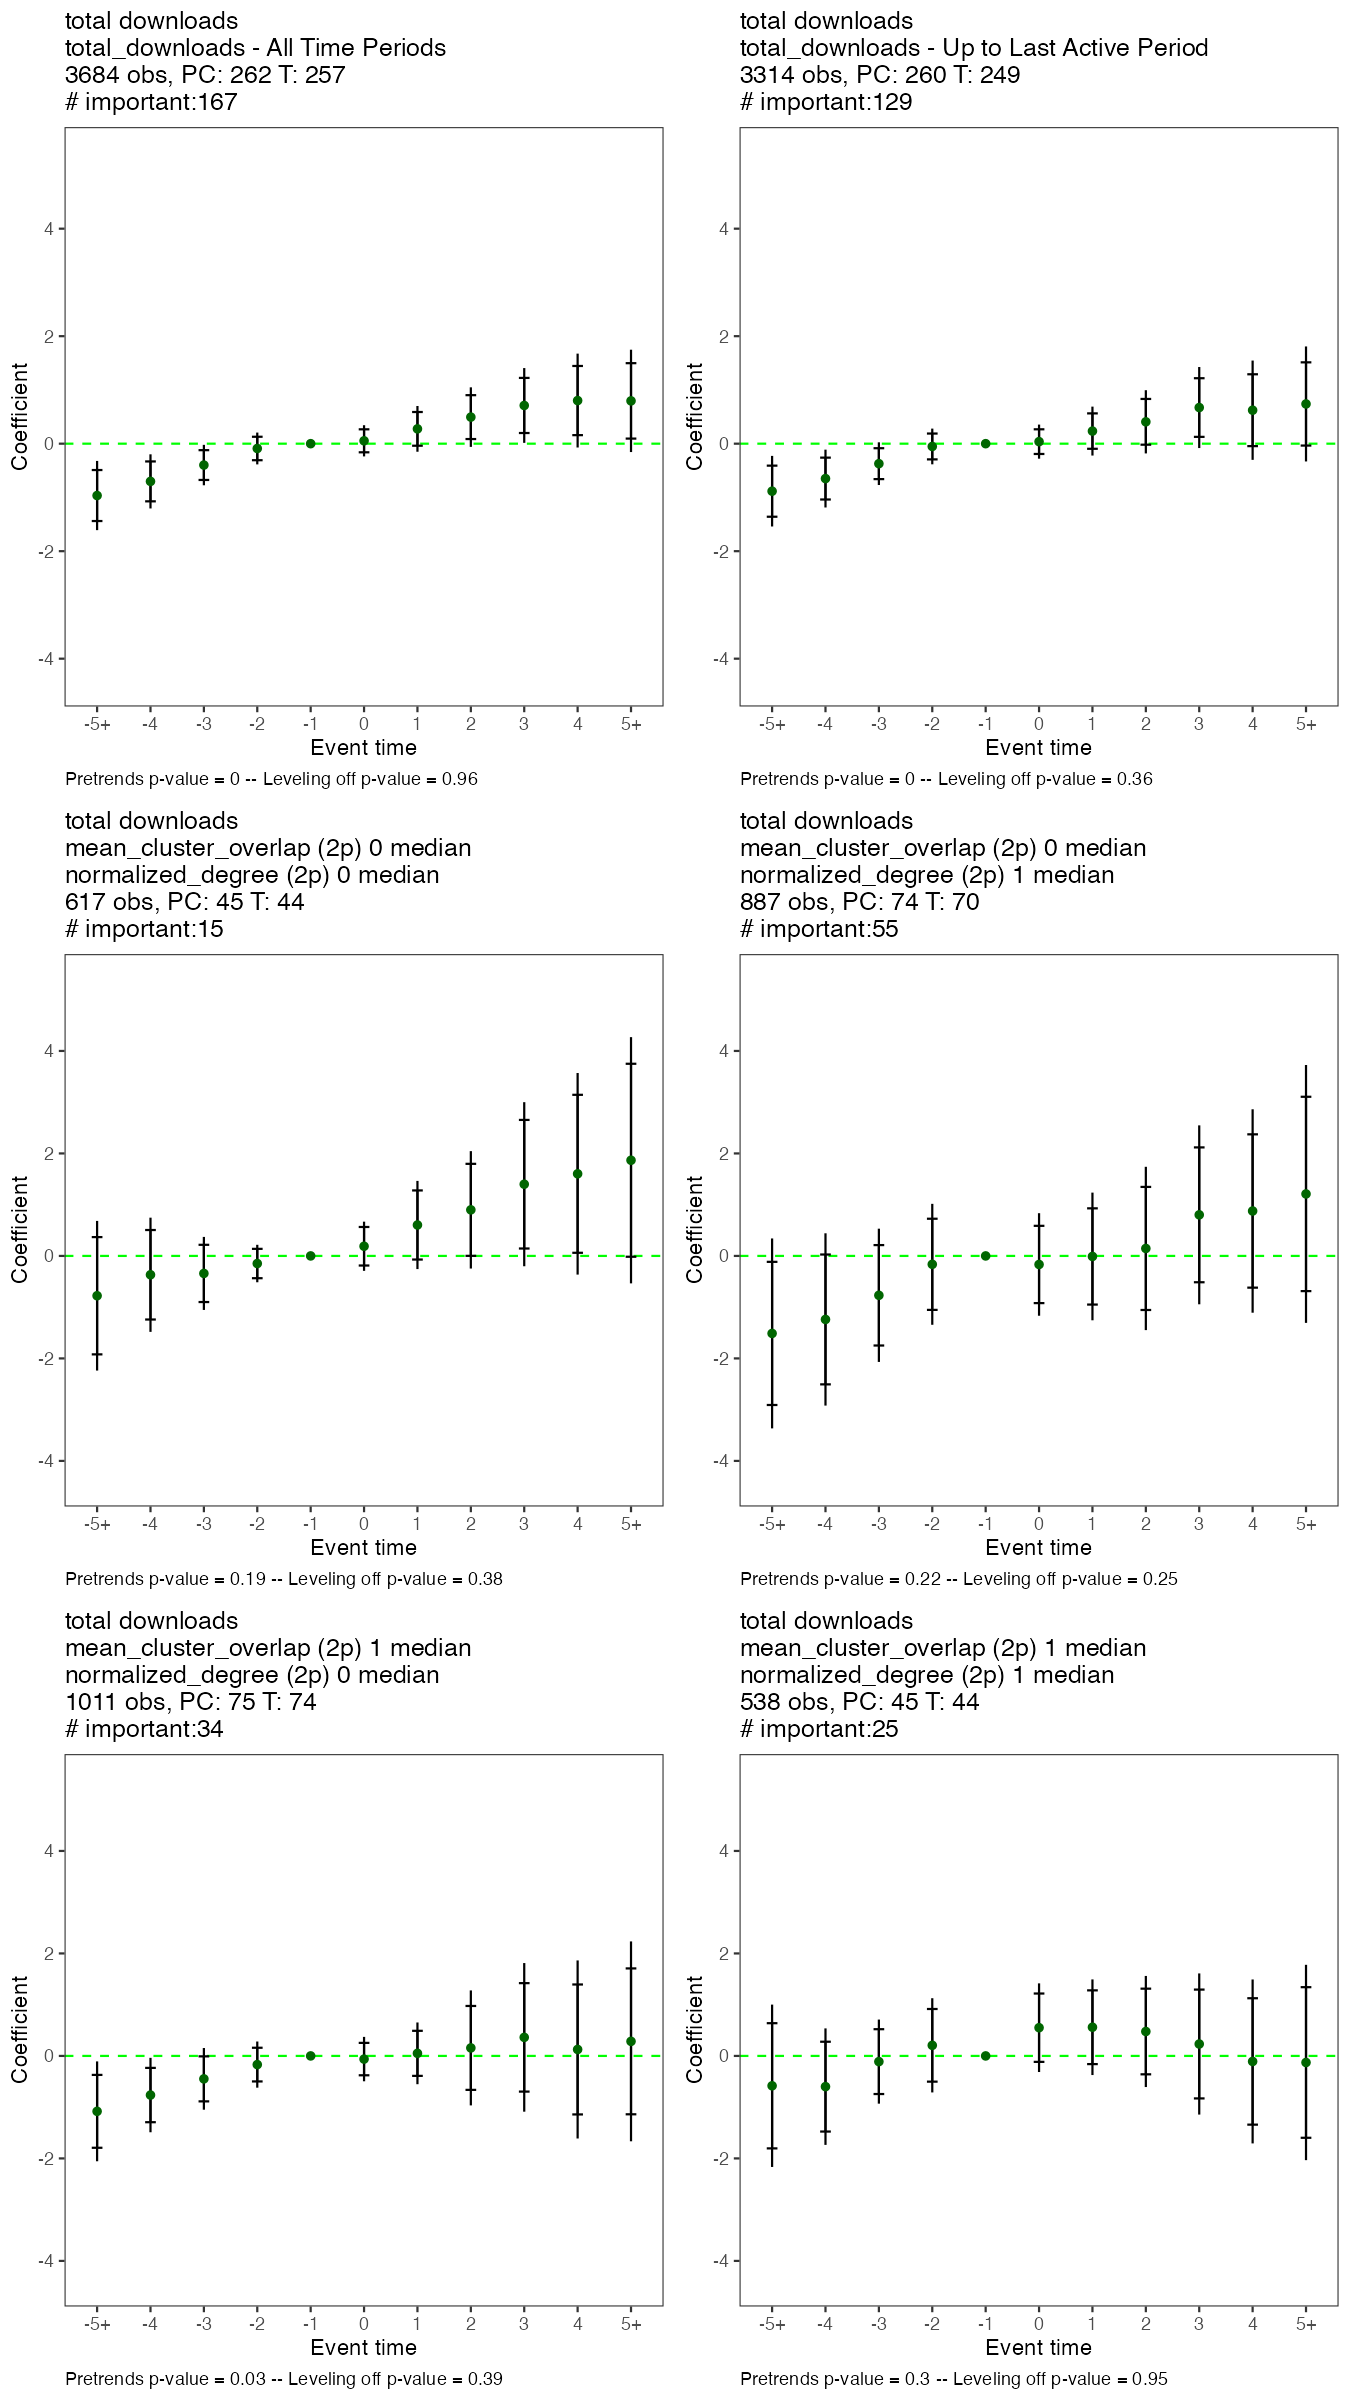 total downloads
total_downloads - All Time Periods
3684 obs, PC: 262 T: 257
# important:167
Coefficient
4
2
0
-2
-4
-5+ -4 -3 -2 -1 0 1 2 3 4 5+
Event time
Pretrends p-value = 0 -- Leveling off p-value = 0.96
total downloads
total_downloads - Up to Last Active Period
3314 obs, PC: 260 T: 249
# important:129
Coefficient
4
2
0
-2
-4
-5+ -4 -3 -2 -1 0 1 2 3 4 5+
Event time
Pretrends p-value = 0 -- Leveling off p-value = 0.36
total downloads
mean_cluster_overlap (2p) 0 median
normalized_degree (2p) 0 median
617 obs, PC: 45 T: 44
# important:15
Coefficient
4
2
0
-2
-4
-5+ -4 -3 -2 -1 0 1 2 3 4 5+
Event time
Pretrends p-value = 0.19 -- Leveling off p-value = 0.38
total downloads
mean_cluster_overlap (2p) 0 median
normalized_degree (2p) 1 median
887 obs, PC: 74 T: 70
# important:55
Coefficient
4
2
0
-2
-4
-5+ -4 -3 -2 -1 0 1 2 3 4 5+
Event time
Pretrends p-value = 0.22 -- Leveling off p-value = 0.25
total downloads
mean_cluster_overlap (2p) 1 median
normalized_degree (2p) 0 median
1011 obs, PC: 75 T: 74
# important:34
Coefficient
4
2
0
-2
-4
-5+ -4 -3 -2 -1 0 1 2 3 4 5+
Event time
Pretrends p-value = 0.03 -- Leveling off p-value = 0.39
total downloads
mean_cluster_overlap (2p) 1 median
normalized_degree (2p) 1 median
538 obs, PC: 45 T: 44
# important:25
Coefficient
4
2
0
-2
-4
-5+ -4 -3 -2 -1 0 1 2 3 4 5+
Event time
Pretrends p-value = 0.3 -- Leveling off p-value = 0.95